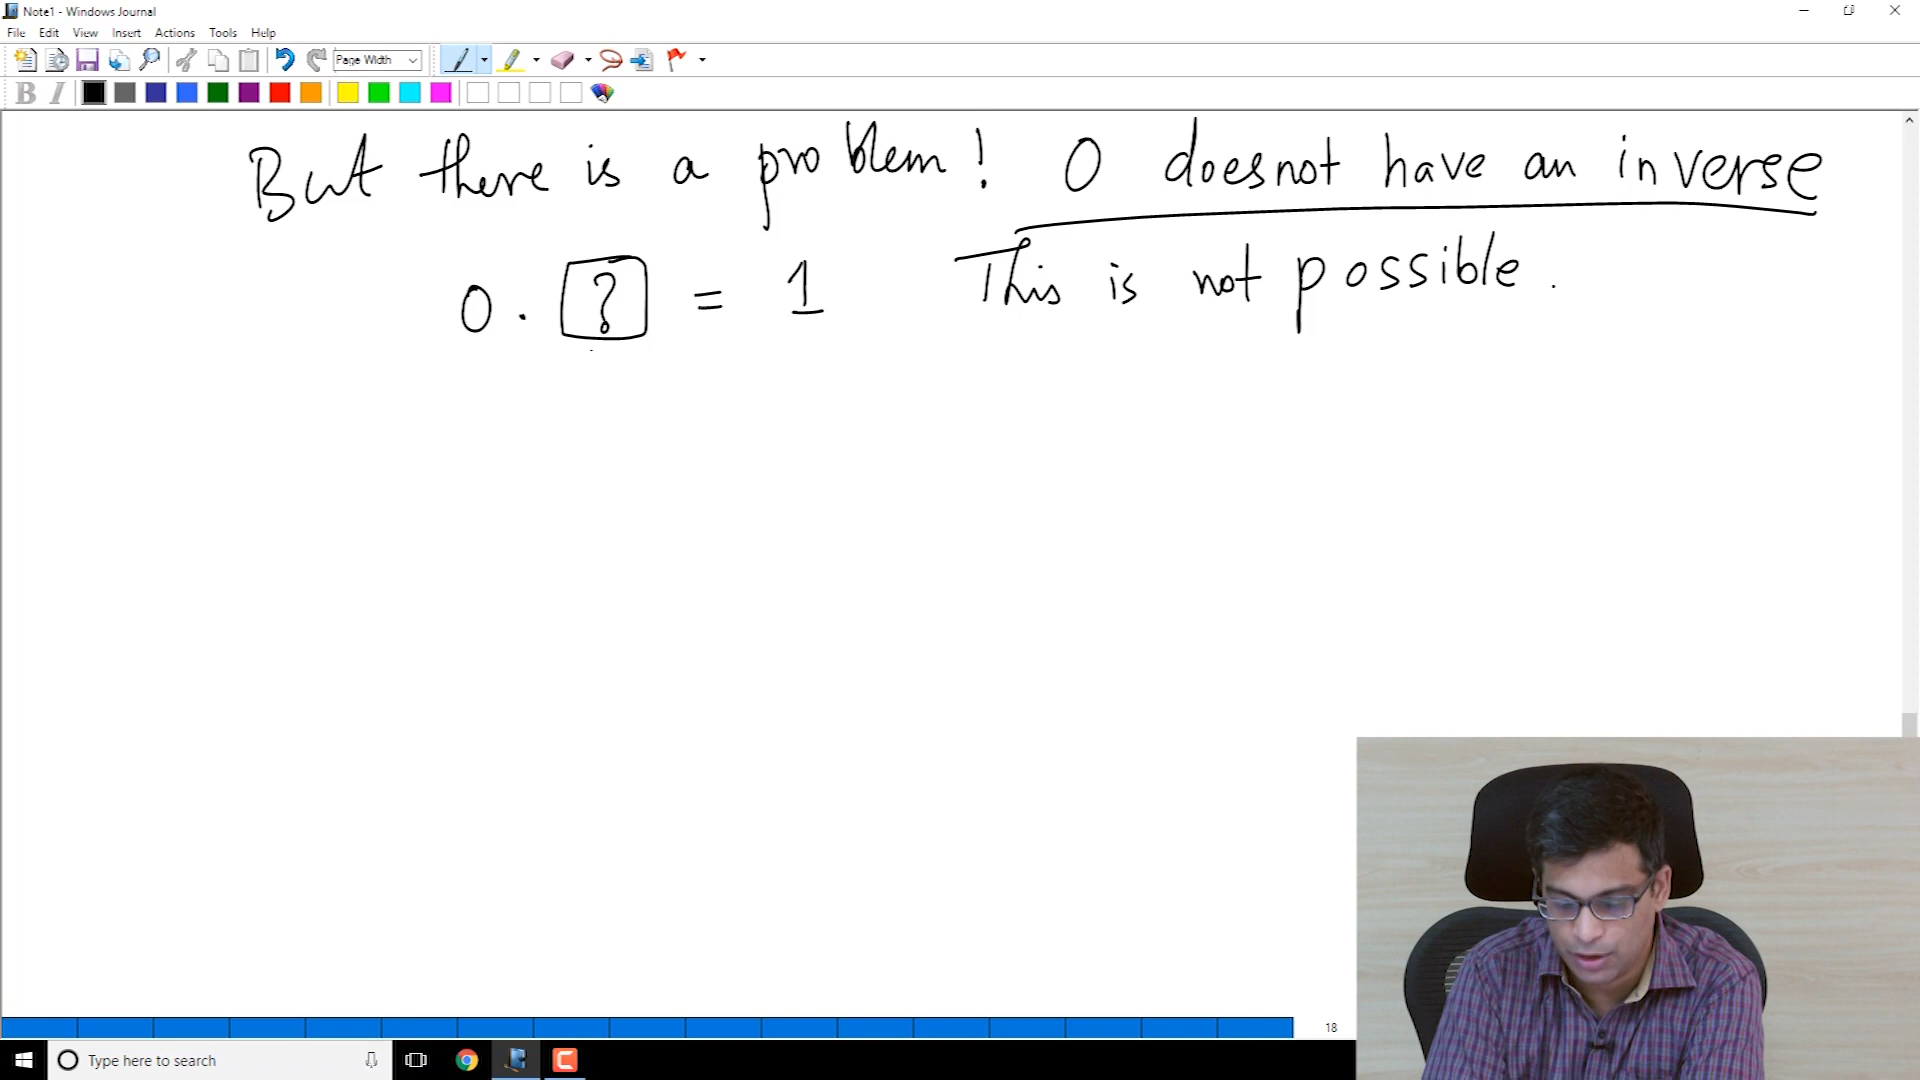 Note1 - Windows Journal
File Edit View Insert Actions Tools Help
Page Width
B I
But there is a problem! 0 doesnot have an inverse
0 . ? = 1 This is not possible.
18
Type here to search